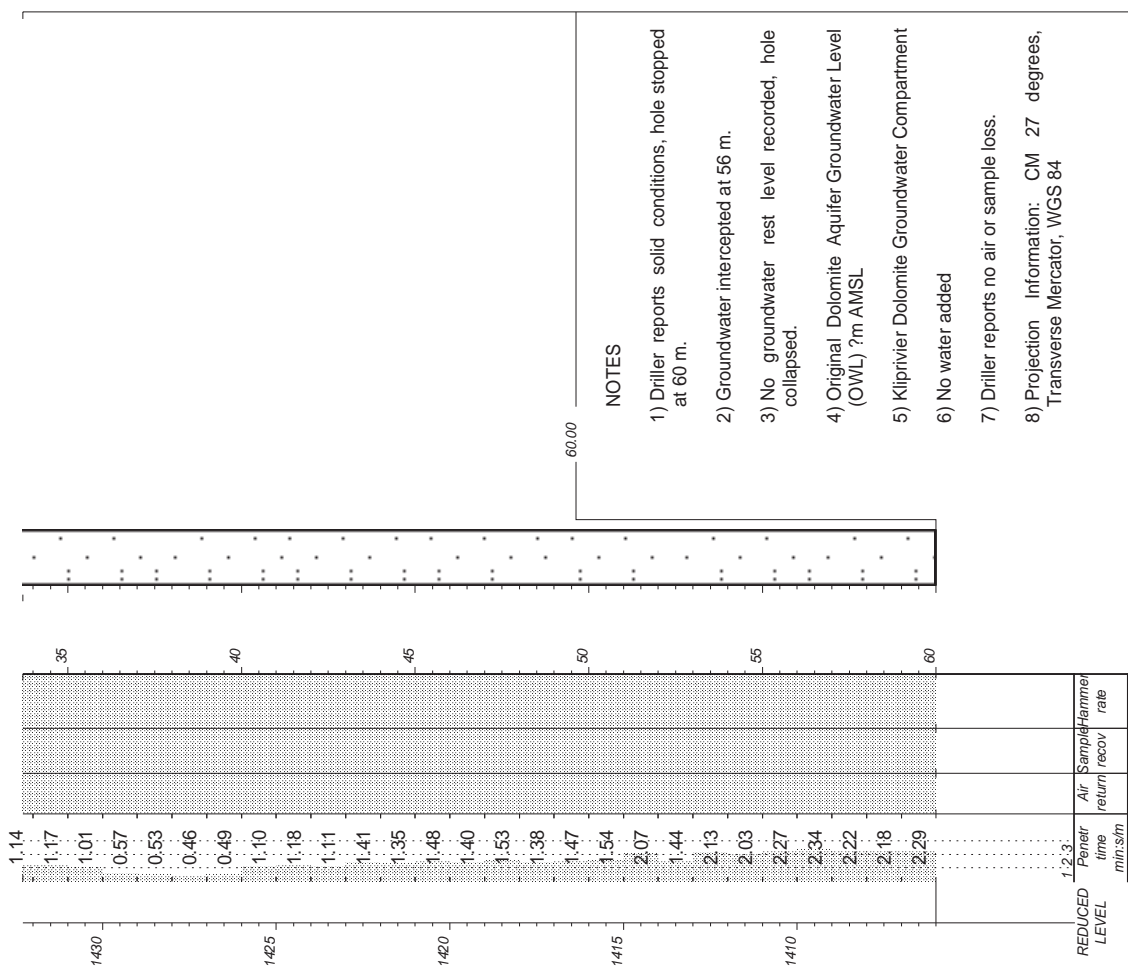 1.14
1.17
1.01
0.57
0.53
0.46
0.49
1.10
1.18
1.11
1.41
1.35
1.48
1.40
1.53
1.38
1.47
1.54
2.07
1.44
2.13
2.03
2.27
2.34
2.22
2.18
2.29
1430
1425
1420
1415
1410
35
40
45
50
55
60
60.00
REDUCED
LEVEL
1 2 3
Penetr
time
min:s/m
Air
return
Sample
recov
Hammer
rate
NOTES
1) Driller reports solid conditions, hole stopped
at 60 m.
2) Groundwater intercepted at 56 m.
3) No groundwater rest level recorded, hole
collapsed.
4) Original Dolomite Aquifer Groundwater Level
(OWL) ?m AMSL
5) Kliprivier Dolomite Groundwater Compartment
6) No water added
7) Driller reports no air or sample loss.
8) Projection Information: CM 27 degrees,
Transverse Mercator, WGS 84